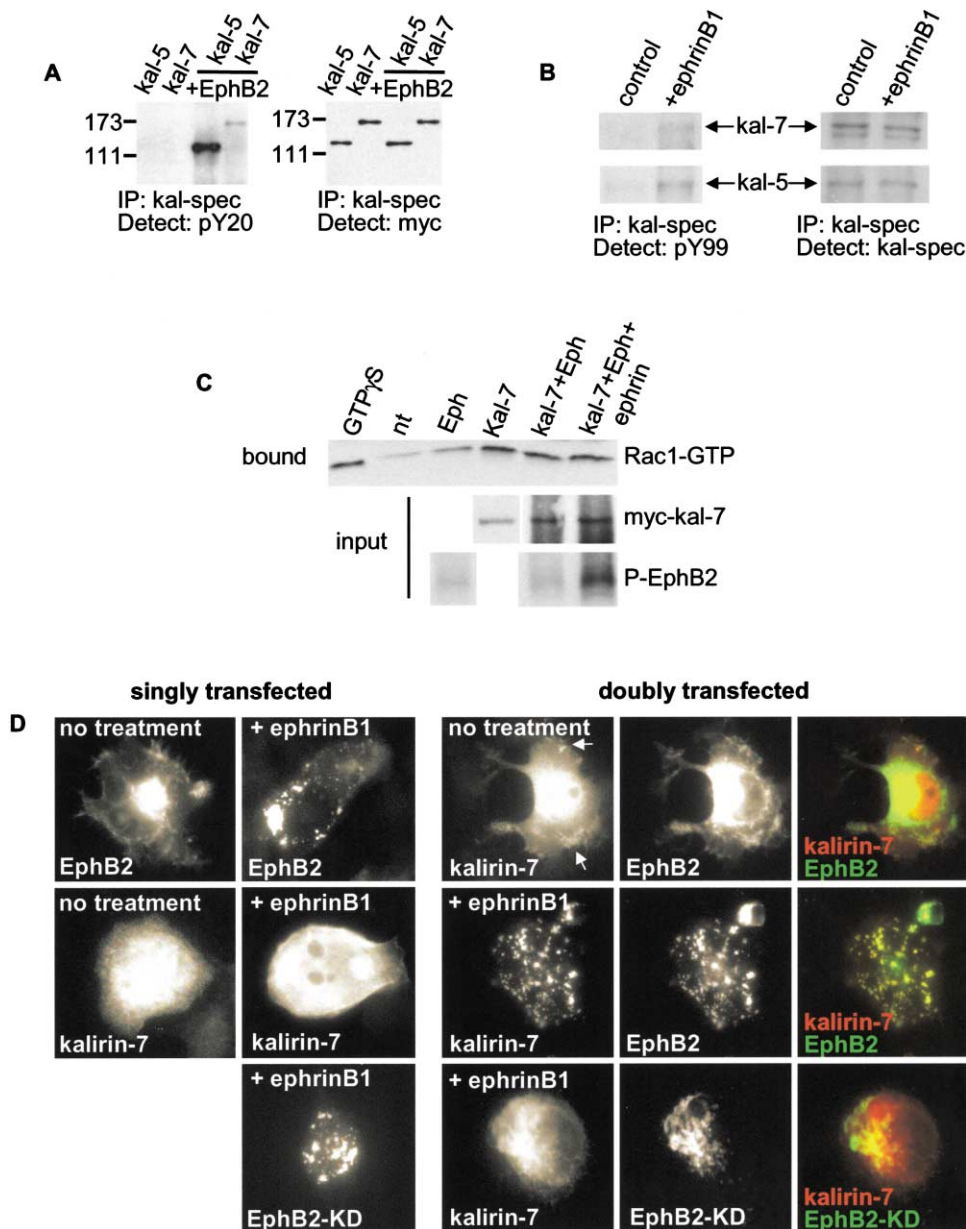 A
kal-5
kal-7
kal-5
kal-7
+EphB2
173
111
IP: kal-spec
Detect: pY20
kal-5
kal-7
kal-5
kal-7
+EphB2
173
111
IP: kal-spec
Detect: myc
B
control
+ephrinB1
control
+ephrinB1
kal-7
kal-5
IP: kal-spec
Detect: pY99
IP: kal-spec
Detect: kal-spec
C
GTPγS
nt
Eph
Kal-7
kal-7+Eph
kal-7+Eph+
ephrin
bound
Rac1-GTP
input
myc-kal-7
P-EphB2
singly transfected
doubly transfected
D
no treatment
EphB2
+ ephrinB1
EphB2
no treatment
kalirin-7
EphB2
kalirin-7
EphB2
no treatment
kalirin-7
+ ephrinB1
kalirin-7
+ ephrinB1
kalirin-7
EphB2
kalirin-7
EphB2
+ ephrinB1
EphB2-KD
+ ephrinB1
kalirin-7
EphB2-KD
kalirin-7
EphB2-KD